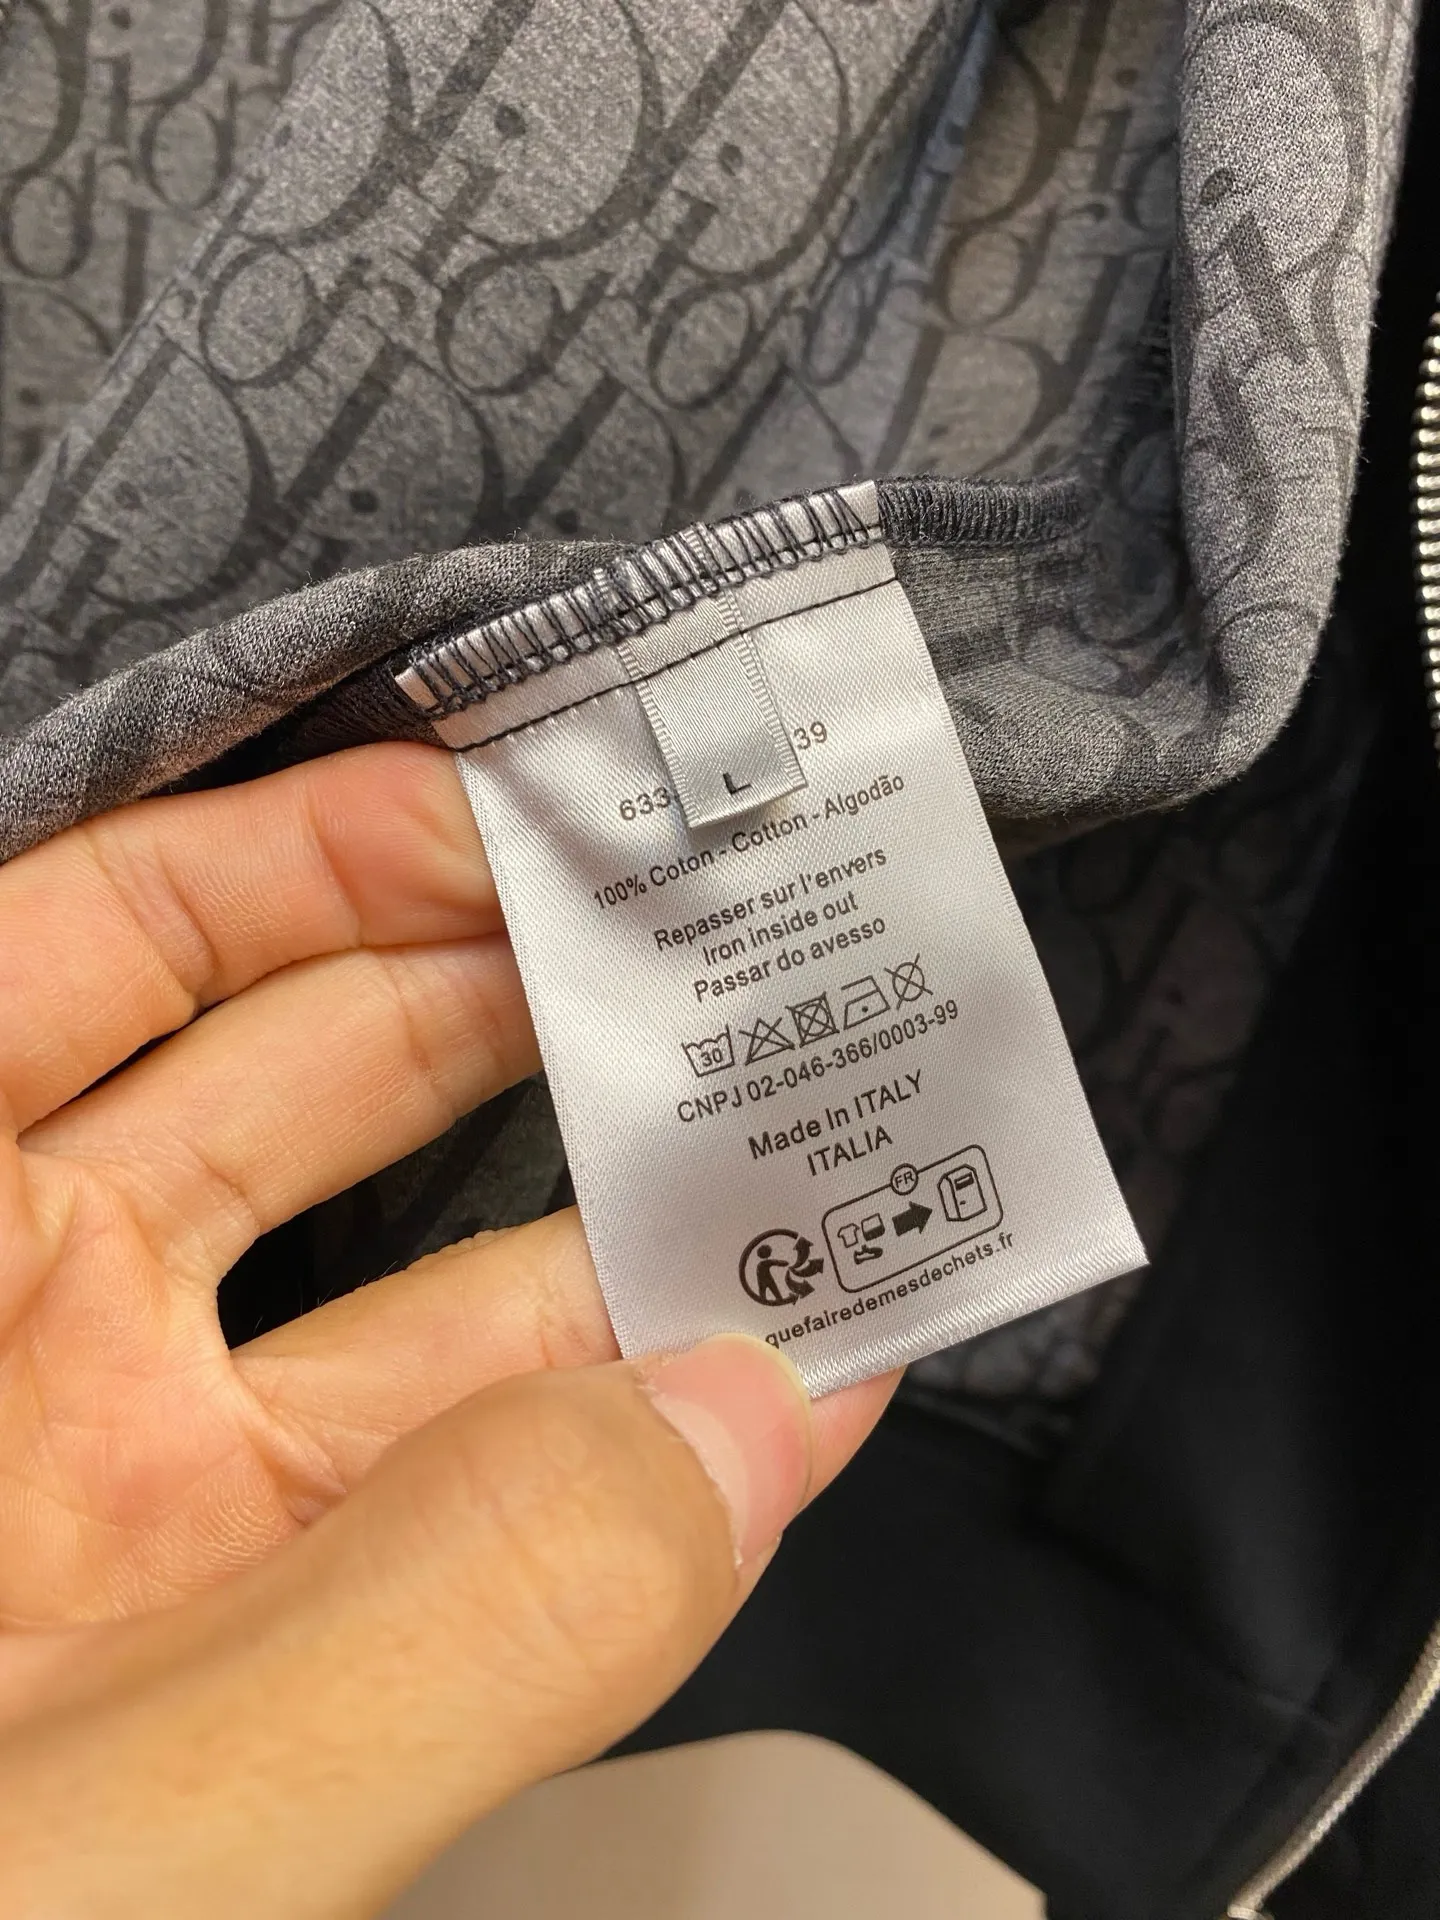 L
633 39
100% Coton - Cotton - Algodão
Repasser sur l'envers
Iron inside out
Passar do avesso
30
CNPJ 02-046-366/0003-99
Made In ITALY
ITALIA
FR
quefairedemesdechets.fr
Dior